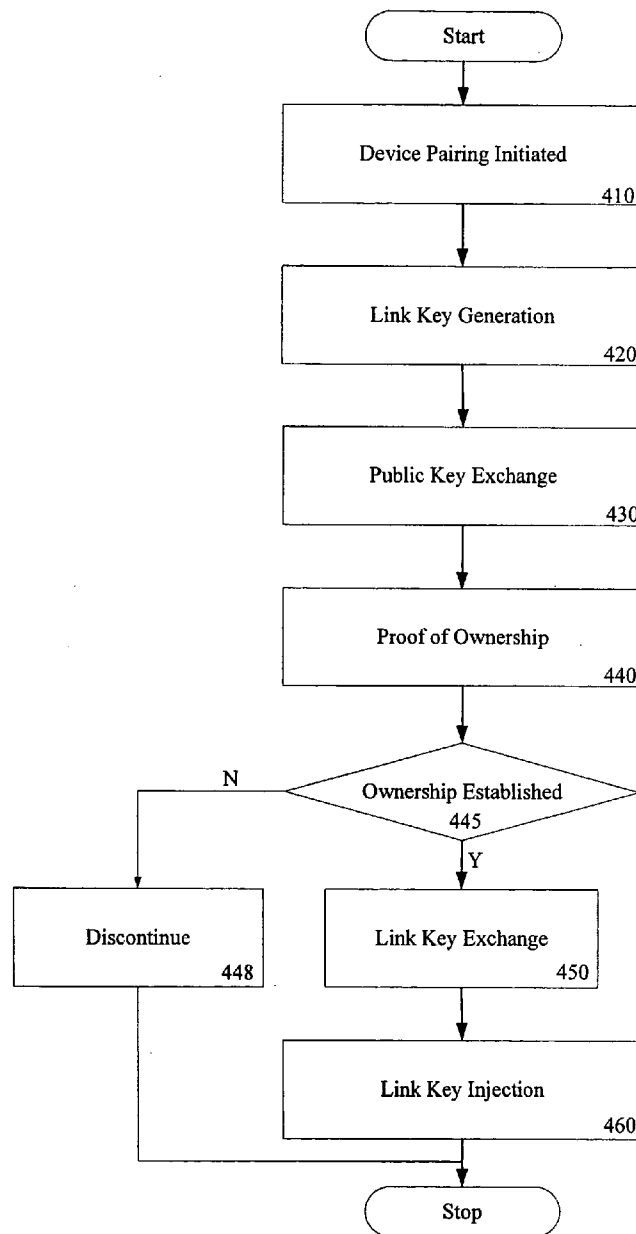 Start
Device Pairing Initiated
410
Link Key Generation
420
Public Key Exchange
430
Proof of Ownership
440
Ownership Established
445
N
Y
Discontinue
448
Link Key Exchange
450
Link Key Injection
460
Stop